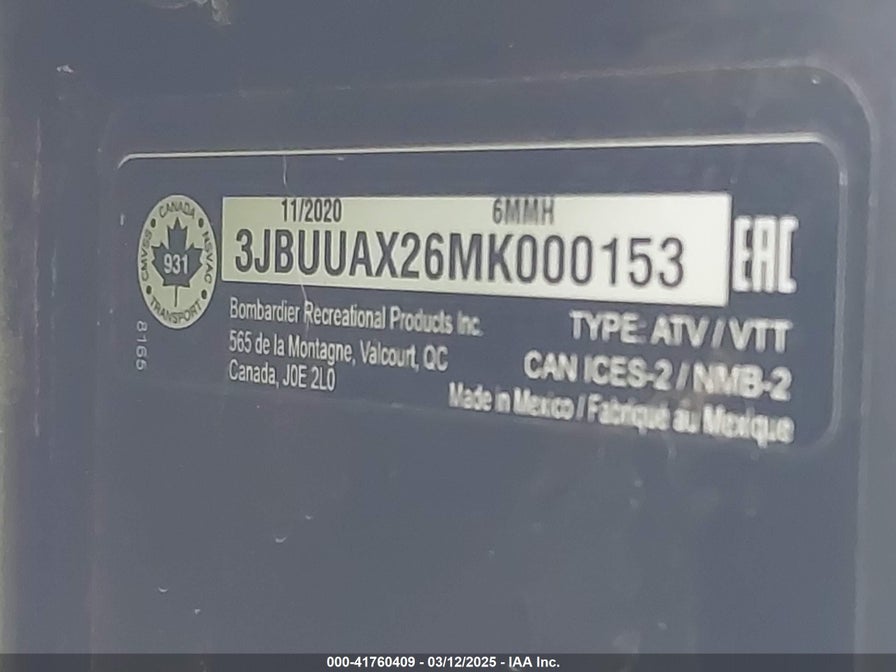 11/2020 6MMH
3JBUUAX26MK000153
EAC
CANADA
CMVSS NSVAC
931
TRANSPORT
8165
Bombardier Recreational Products Inc.
565 de la Montagne, Valcourt, QC
Canada, J0E 2L0
TYPE: ATV / VTT
CAN ICES-2 / NMB-2
Made in Mexico / Fabriqué au Mexique
000-41760409 - 03/12/2025 - IAA Inc.